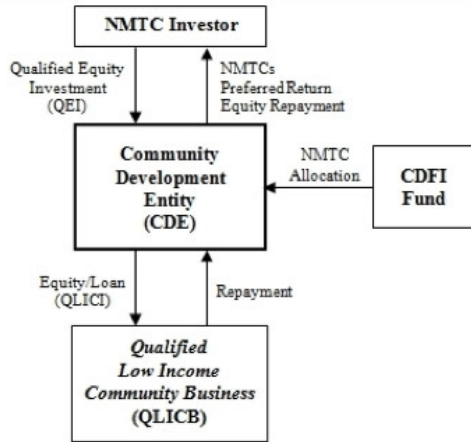 NMTC Investor
Qualified Equity
Investment
(QEI)
NMTCs
Preferred Return
Equity Repayment
Community
Development
Entity
(CDE)
NMTC
Allocation
CDFI
Fund
Equity/Loan
(QLICI)
Repayment
Qualified
Low Income
Community Business
(QLICB)